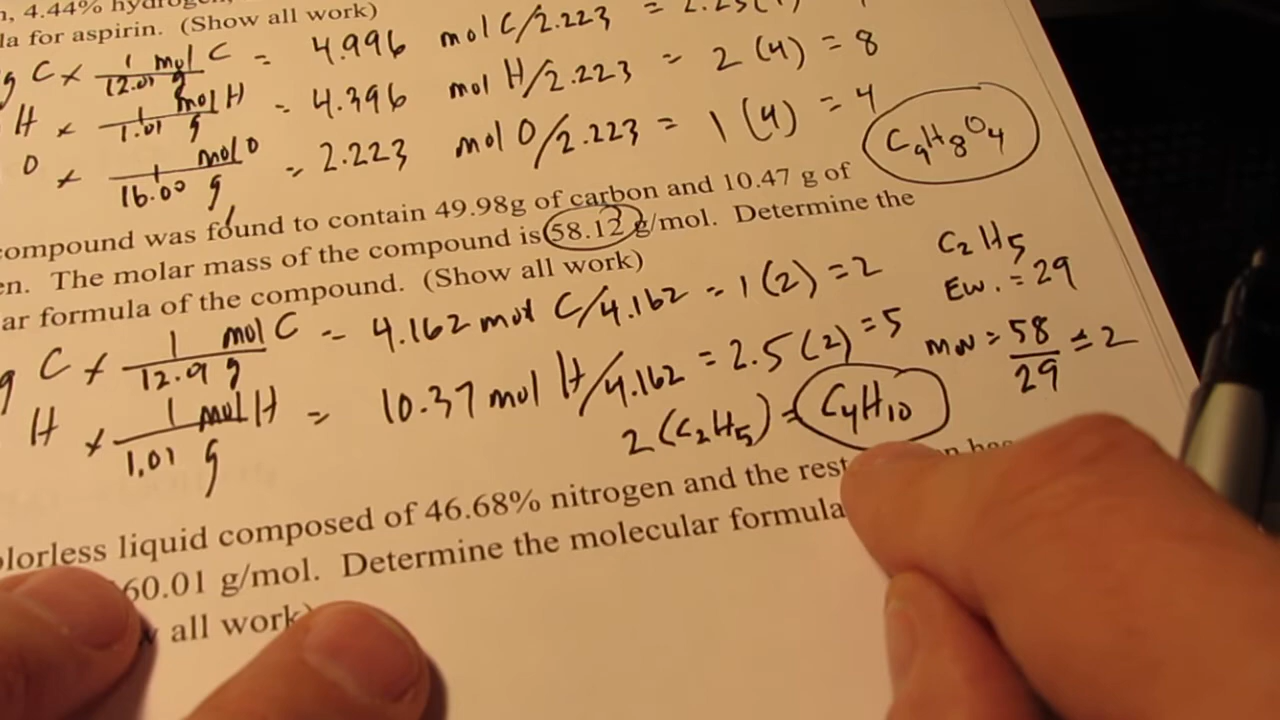 4.44% hydrogen,
la for aspirin. (Show all work)
g C × 1 mol C / 12.01 g = 4.996 mol C/2.223 = 2.25(4)
H × 1 mol H / 1.01 g = 4.396 mol H/2.223 = 2(4) = 8
O × 1 mol O / 16.00 g = 2.223 mol O/2.223 = 1(4) = 4
C9H8O4
compound was found to contain 49.98g of carbon and 10.47 g of
en. The molar mass of the compound is 58.12 g/mol. Determine the
ar formula of the compound. (Show all work)
g C × 1 mol C / 12.01 g = 4.162 mol C/4.162 = 1(2) = 2
H × 1 mol H / 1.01 g = 10.37 mol H/4.162 = 2.5(2) = 5
2(C2H5) = C4H10
C2H5
EW. = 29
MW = 58/29 = 2
olorless liquid composed of 46.68% nitrogen and the rest
60.01 g/mol. Determine the molecular formula
all work)